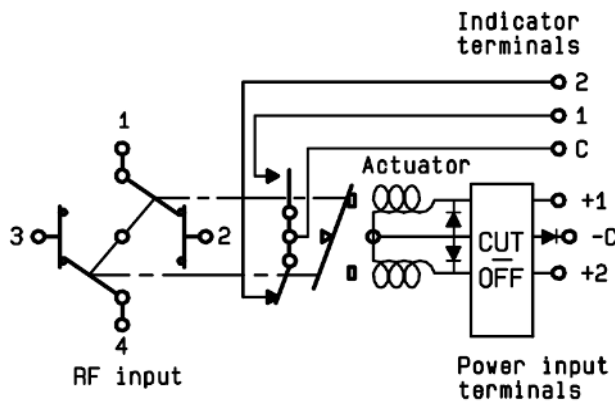 Indicator
terminals
2
1
C
1
Actuator
3
2
+1
CUT
-C
OFF
+2
4
RF input
Power input
terminals